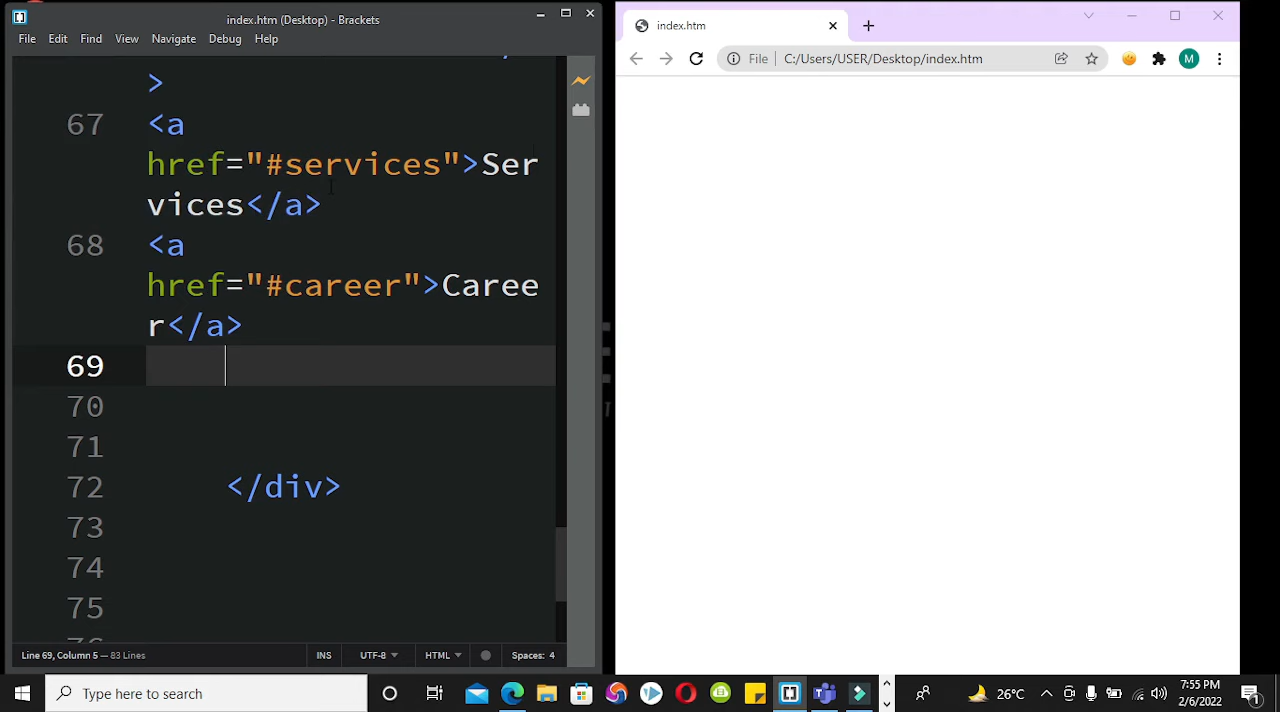 index.htm (Desktop) - Brackets
File Edit Find View Navigate Debug Help
>
67 <a
href="#services">Ser
vices</a>
68 <a
href="#career">Caree
r</a>
69
70
71
72 </div>
73
74
75
Line 69, Column 5 — 83 Lines
INS
UTF-8
HTML
Spaces: 4
index.htm
File
C:/Users/USER/Desktop/index.htm
M
Type here to search
26°C
7:55 PM
2/6/2022
1